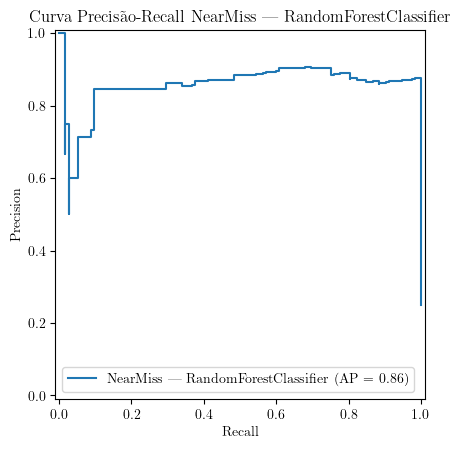 Curva Precisão-Recall NearMiss — RandomForestClassifier
1.0
0.8
0.6
0.4
0.2
0.0
Precision
NearMiss — RandomForestClassifier (AP = 0.86)
0.0 0.2 0.4 0.6 0.8 1.0
Recall